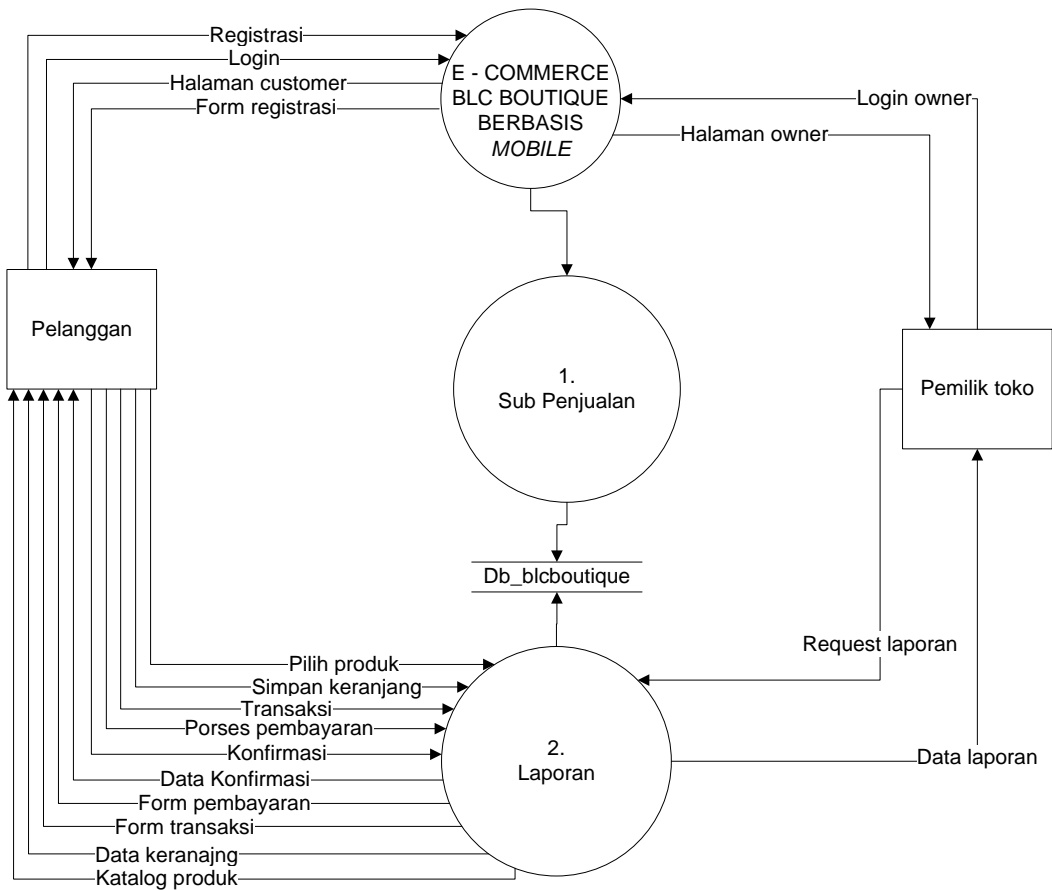 Registrasi
Login
Halaman customer
Form registrasi
E - COMMERCE
BLC BOUTIQUE
BERBASIS
MOBILE
Login owner
Halaman owner
Pelanggan
1.
Sub Penjualan
Pemilik toko
Db_blcboutique
Request laporan
Pilih produk
Simpan keranjang
Transaksi
Porses pembayaran
Konfirmasi
Data Konfirmasi
Form pembayaran
Form transaksi
Data keranajng
Katalog produk
2.
Laporan
Data laporan